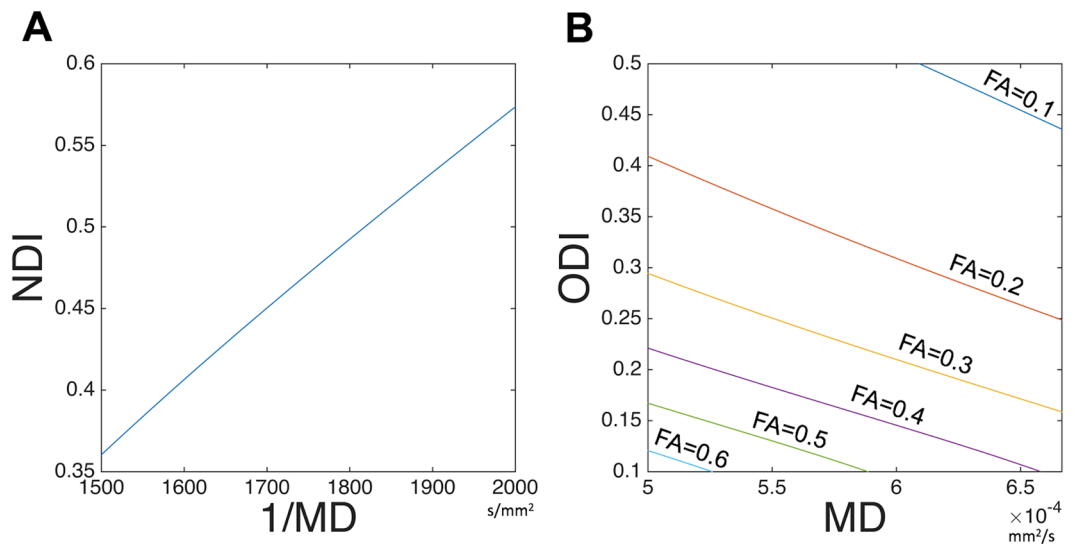 A
B
0.6
0.55
0.5
0.45
0.4
0.35
NDI
1500 1600 1700 1800 1900 2000
1/MD
s/mm²
0.5
0.45
0.4
0.35
0.3
0.25
0.2
0.15
0.1
ODI
FA=0.1
FA=0.2
FA=0.3
FA=0.4
FA=0.5
FA=0.6
5 5.5 6 6.5
MD
×10⁻⁴
mm²/s